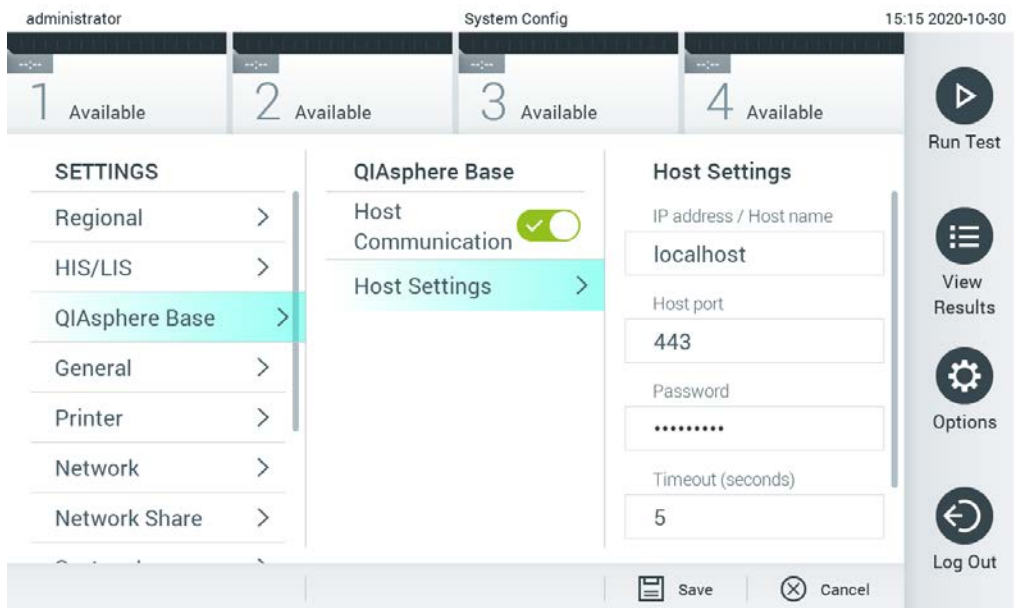 administrator
System Config
15:15 2020-10-30
--:--
--:--
--:--
--:--
1 Available
2 Available
3 Available
4 Available
Run Test
View
Results
Options
Log Out
SETTINGS
Regional
HIS/LIS
QIAsphere Base
General
Printer
Network
Network Share
QIAsphere Base
Host
Communication
Host Settings
Host Settings
IP address / Host name
localhost
Host port
443
Password
•••••••••
Timeout (seconds)
5
Save
Cancel